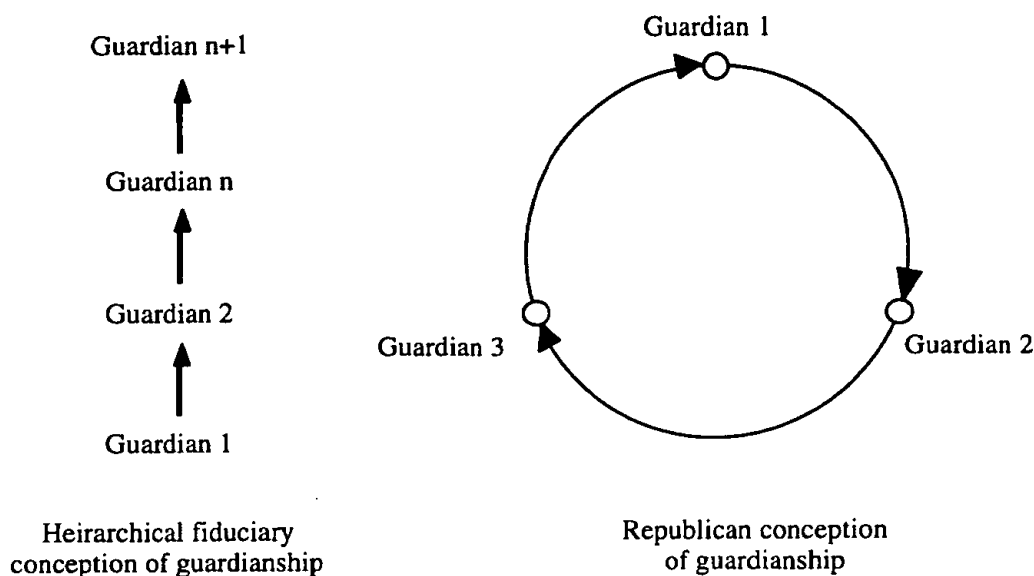 Guardian n+1
Guardian n
Guardian 2
Guardian 1
Heirarchical fiduciary
conception of guardianship
Guardian 1
Guardian 3
Guardian 2
Republican conception
of guardianship